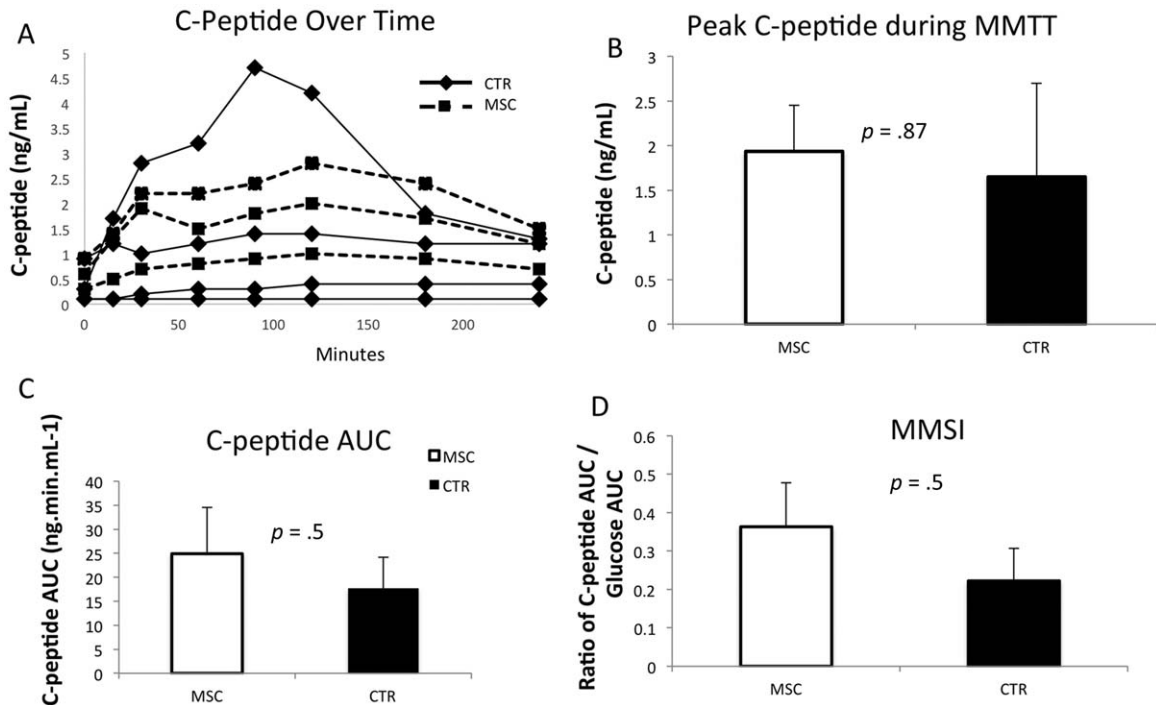 A
C-Peptide Over Time
C-peptide (ng/mL)
5
4.5
4
3.5
3
2.5
2
1.5
1
0.5
0
0
50
100
150
200
Minutes
CTR
MSC
B
Peak C-peptide during MMTT
C-peptide (ng/mL)
3
2.5
2
1.5
1
0.5
0
p = .87
MSC
CTR
C
C-peptide AUC
C-peptide AUC (ng.min.mL-1)
40
35
30
25
20
15
10
5
0
p = .5
MSC
CTR
MSC
CTR
D
MMSI
Ratio of C-peptide AUC /
Glucose AUC
0.6
0.5
0.4
0.3
0.2
0.1
0
p = .5
MSC
CTR